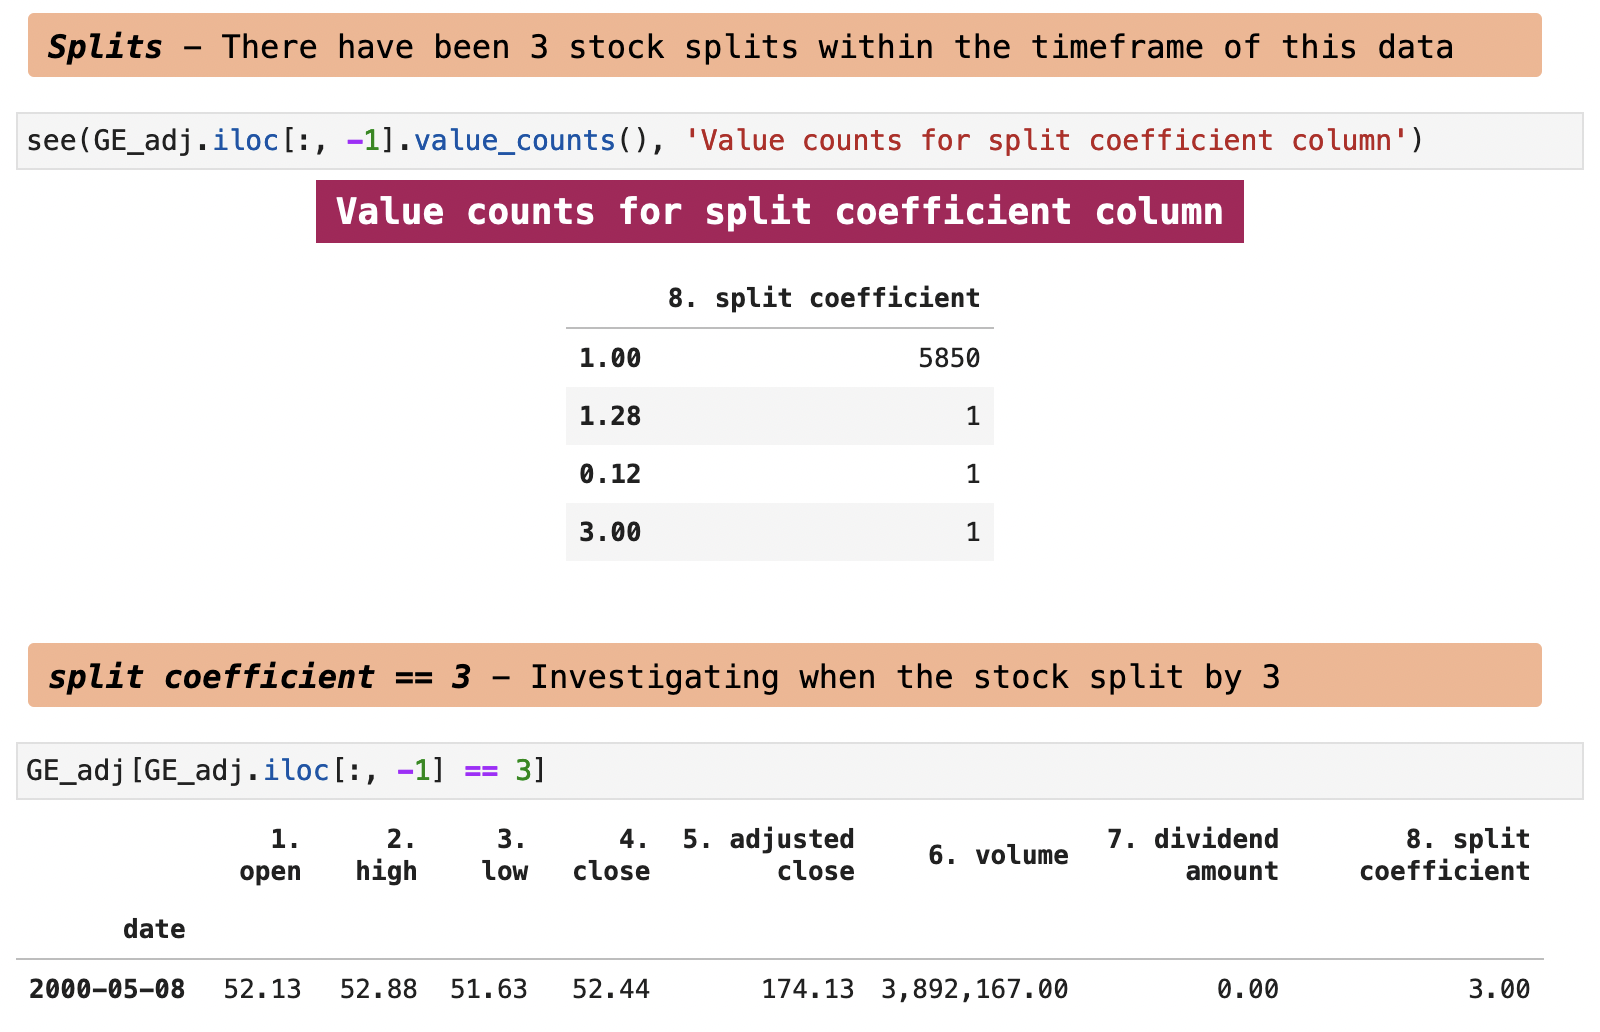 Splits – There have been 3 stock splits within the timeframe of this data
see(GE_adj.iloc[:, -1].value_counts(), 'Value counts for split coefficient column')
Value counts for split coefficient column
8. split coefficient
1.00 5850
1.28 1
0.12 1
3.00 1
split coefficient == 3 – Investigating when the stock split by 3
GE_adj[GE_adj.iloc[:, -1] == 3]
1. 2. 3. 4. 5. adjusted 6. volume 7. dividend 8. split
open high low close close amount coefficient
date
2000-05-08 52.13 52.88 51.63 52.44 174.13 3,892,167.00 0.00 3.00